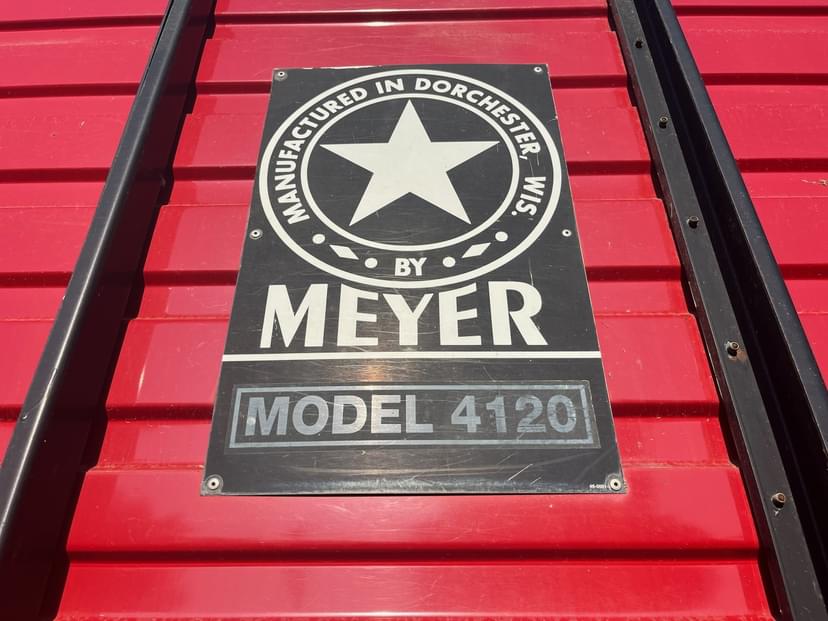 MANUFACTURED IN DORCHESTER, WIS.
BY
MEYER
MODEL 4120